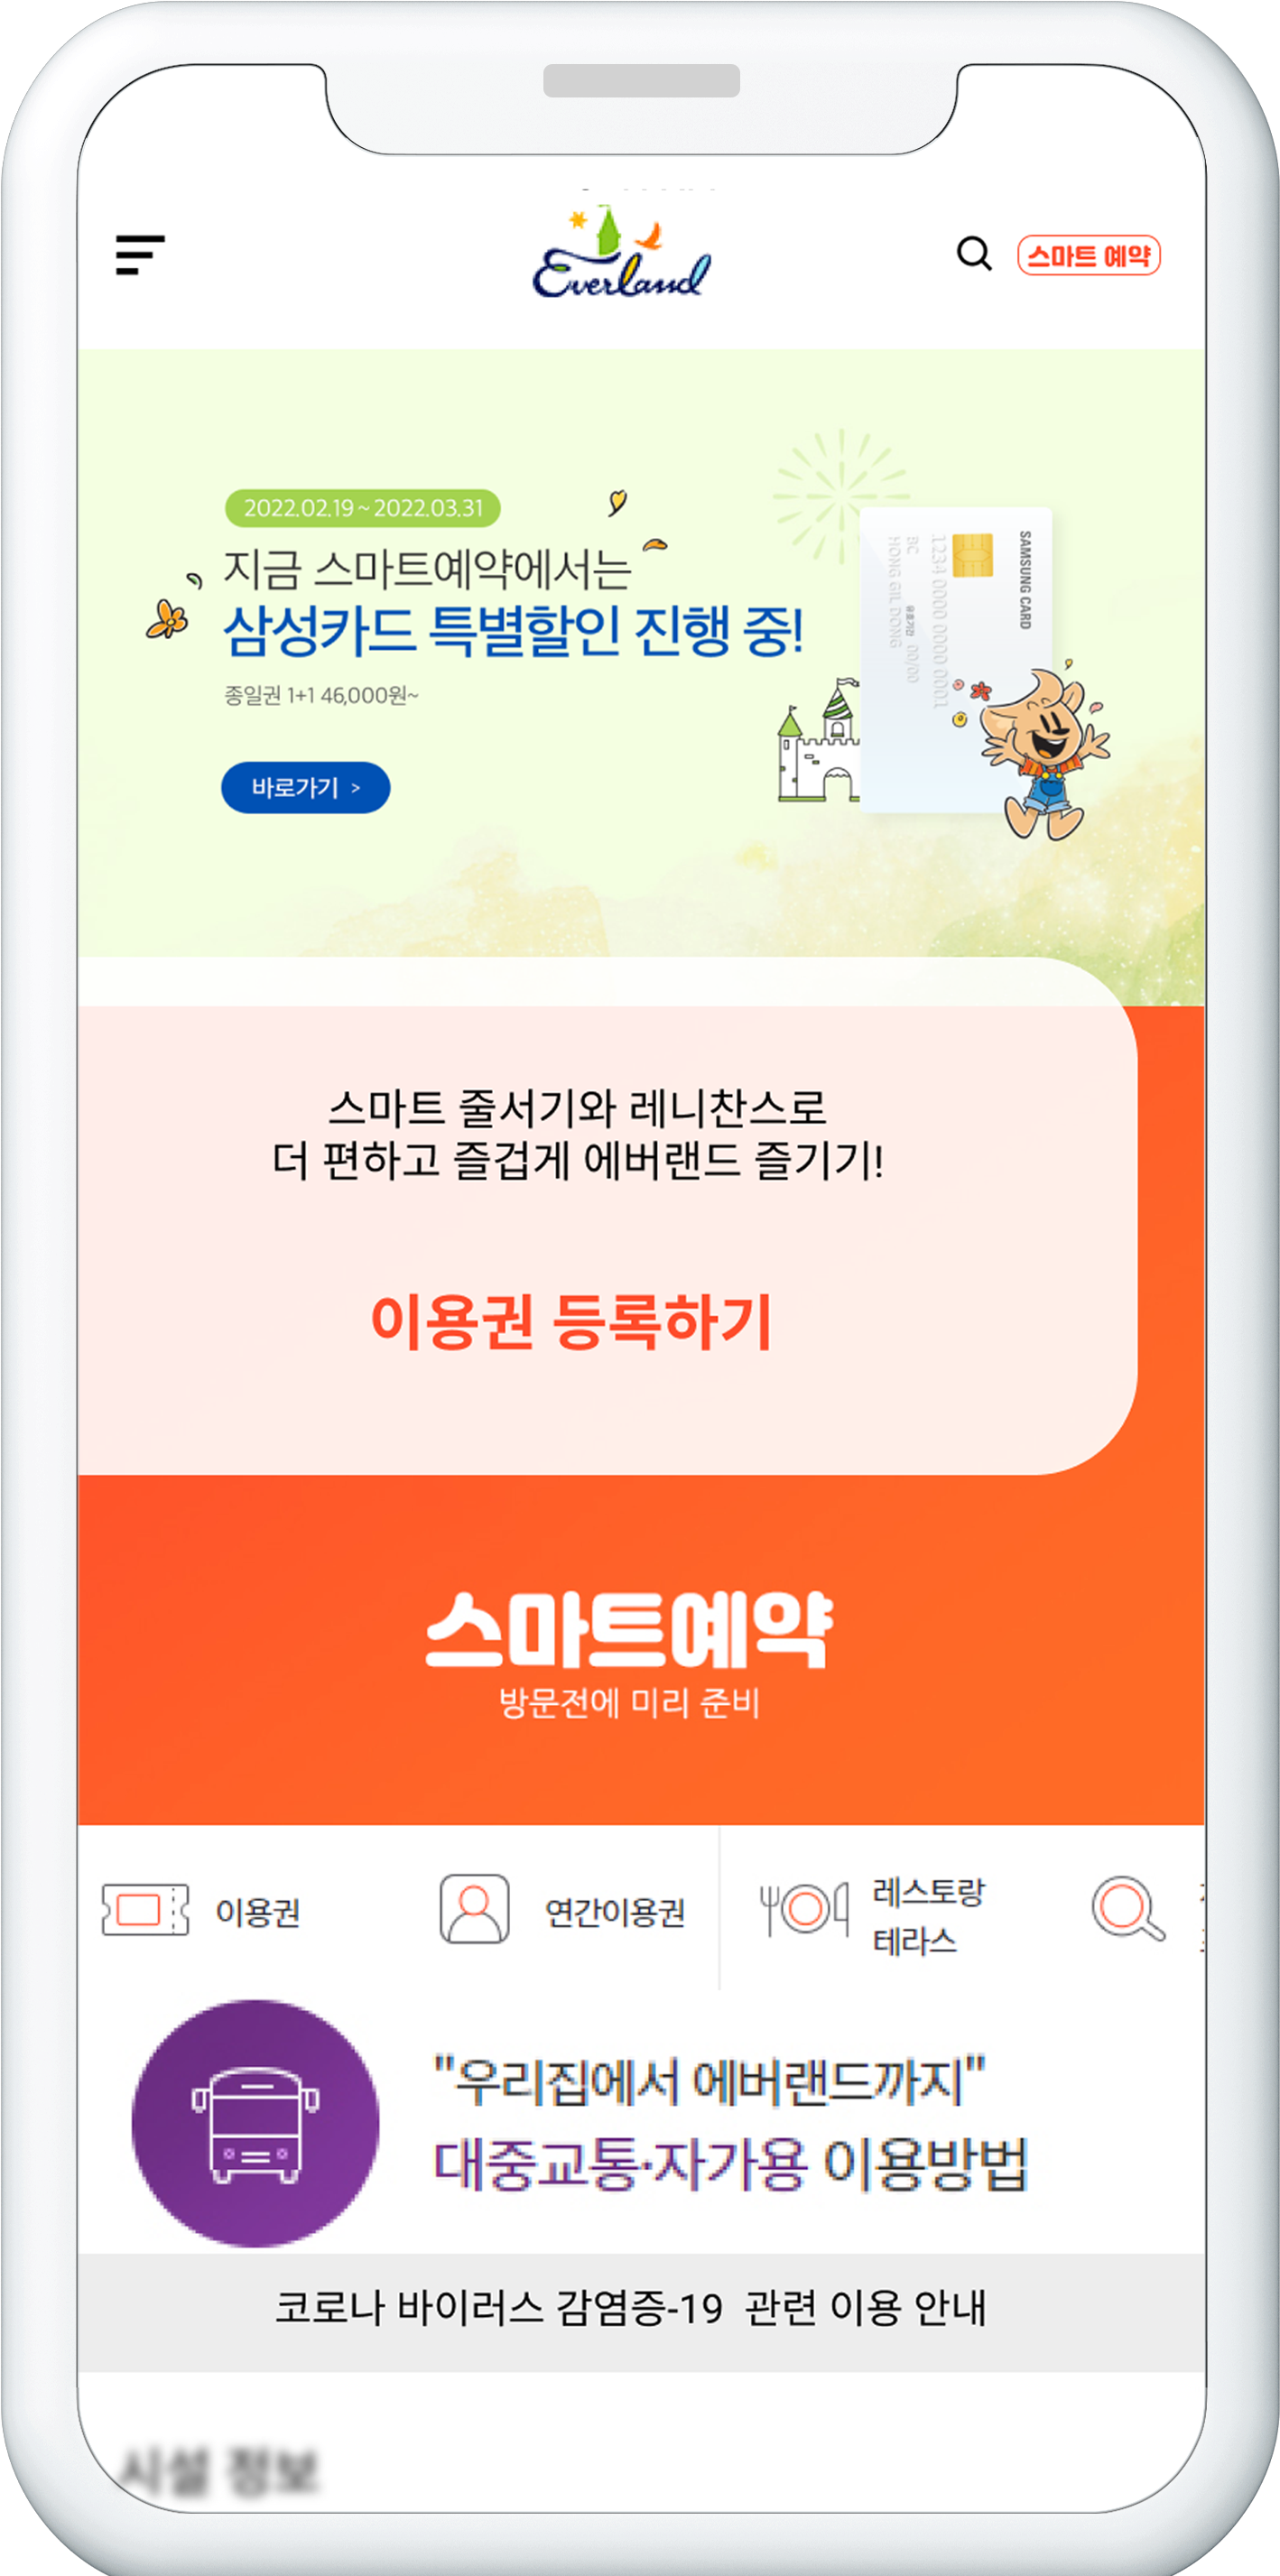 Everland
스마트 예약
2022.02.19 ~ 2022.03.31
지금 스마트예약에서는
삼성카드 특별할인 진행 중!
종일권 1+1 46,000원~
바로가기 >
SAMSUNG CARD
1234 0000 0000 0001
BC 유효기간 00/00
HONG GIL DONG
스마트 줄서기와 레니찬스로
더 편하고 즐겁게 에버랜드 즐기기!
이용권 등록하기
스마트예약
방문전에 미리 준비
이용권
연간이용권
레스토랑
테라스
"우리집에서 에버랜드까지"
대중교통·자가용 이용방법
코로나 바이러스 감염증-19 관련 이용 안내
시설 정보